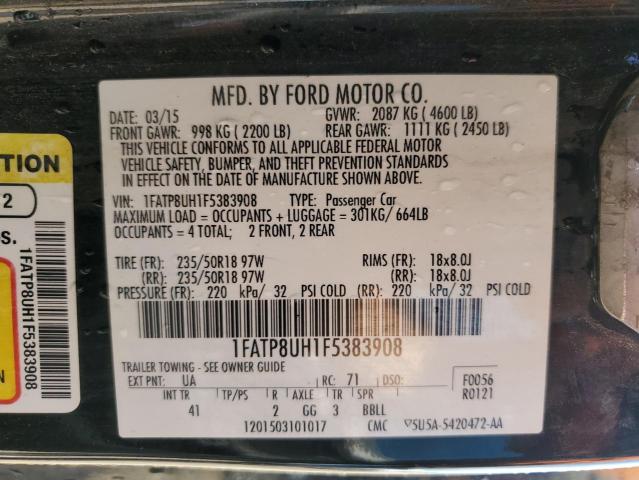 MFD. BY FORD MOTOR CO.
DATE: 03/15 GVWR: 2087 KG (4600 LB)
FRONT GAWR: 998 KG (2200 LB) REAR GAWR: 1111 KG (2450 LB)
THIS VEHICLE CONFORMS TO ALL APPLICABLE FEDERAL MOTOR
VEHICLE SAFETY, BUMPER, AND THEFT PREVENTION STANDARDS
IN EFFECT ON THE DATE OF MANUFACTURE SHOWN ABOVE.
VIN: 1FATP8UH1F5383908 TYPE: Passenger Car
MAXIMUM LOAD = OCCUPANTS + LUGGAGE = 301KG/ 664LB
OCCUPANTS = 4 TOTAL; 2 FRONT, 2 REAR
TIRE (FR): 235/50R18 97W RIMS (FR): 18x8.0J
(RR): 235/50R18 97W (RR): 18x8.0J
PRESSURE (FR): 220 kPa/ 32 PSI COLD (RR): 220 kPa/ 32 PSI COLD
1FATP8UH1F5383908
TRAILER TOWING - SEE OWNER GUIDE
EXT PNT: UA RC: 71 DSO: F0056
INT TR TP/PS R AXLE TR SPR R0121
41 2 GG 3 BBLL
1201503101017 CMC 5U5A-5420472-AA
TION
2
S.
1FATP8UH1F5383908
N